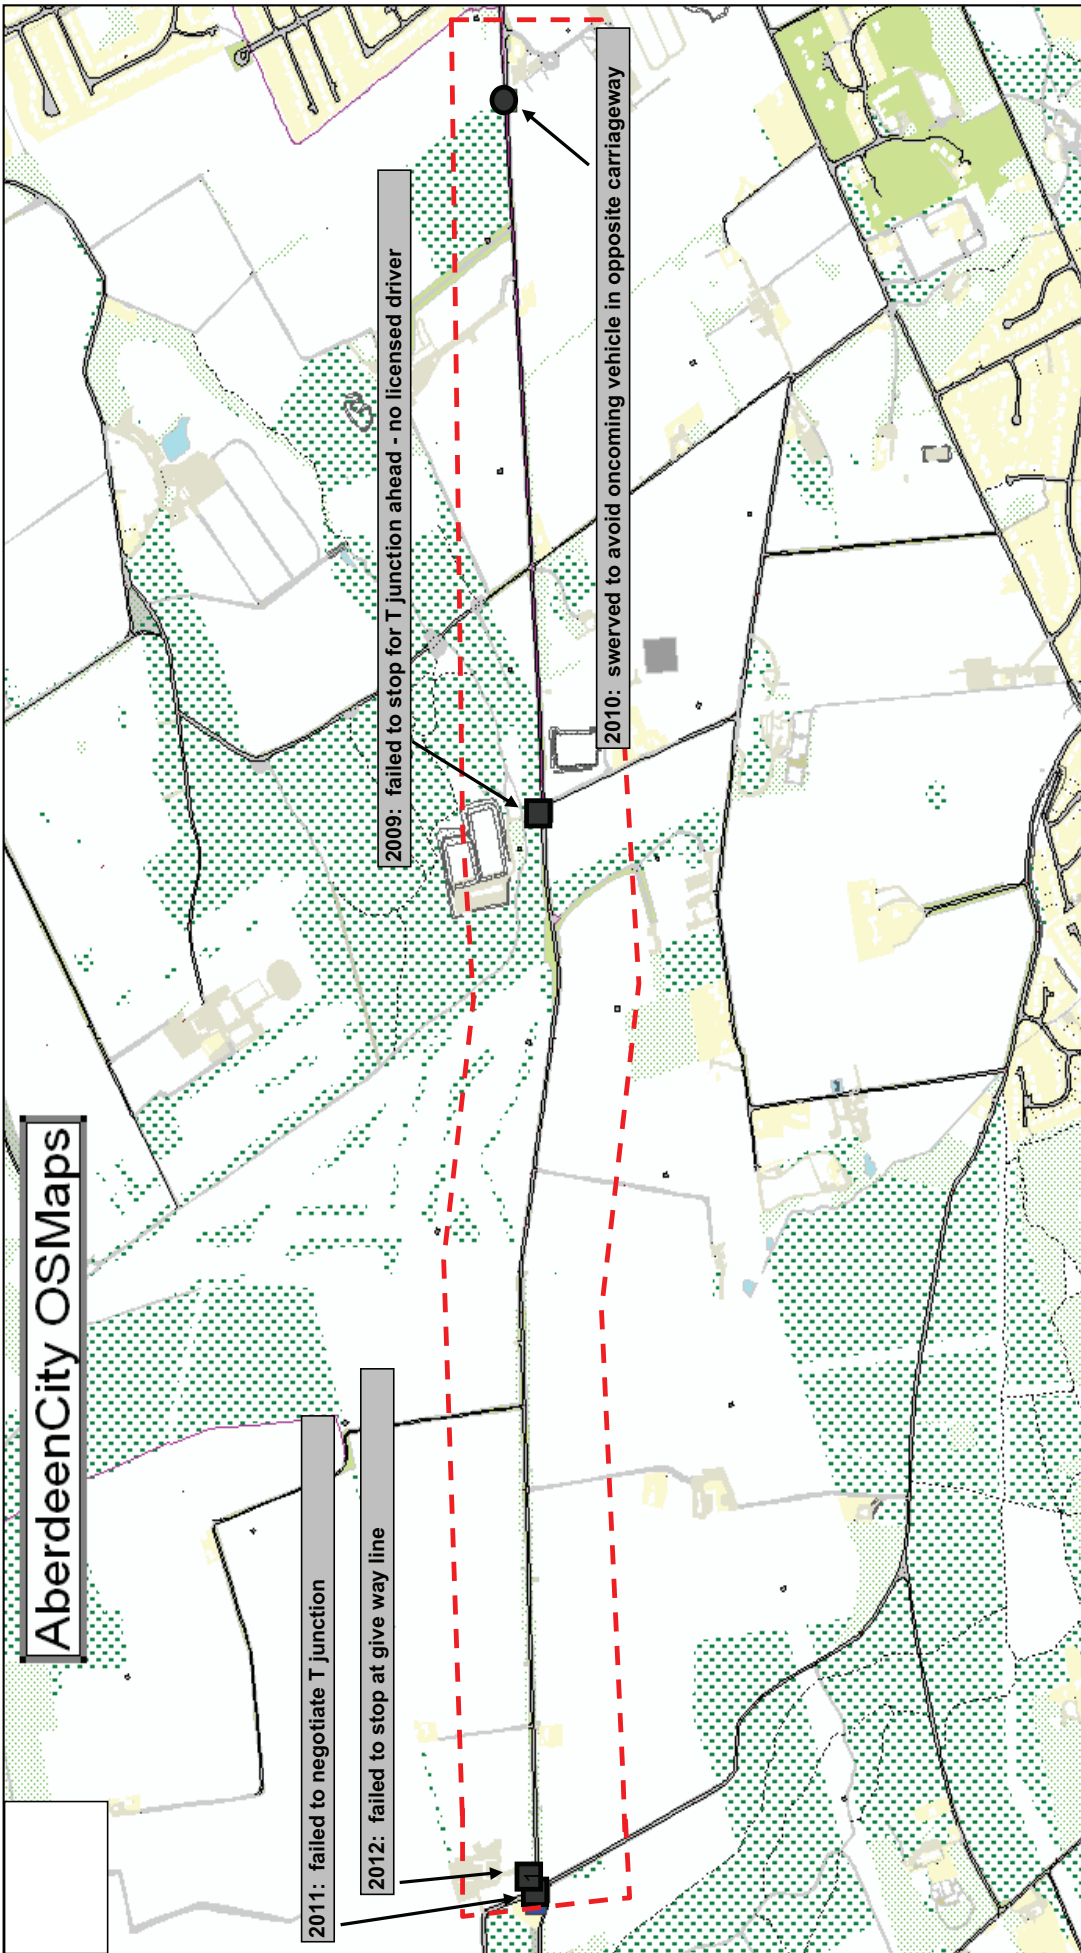 AberdeenCity OSMaps
2011: failed to negotiate T junction
2012: failed to stop at give way line
2009: failed to stop for T junction ahead - no licensed driver
2010: swerved to avoid oncoming vehicle in opposite carriageway
1